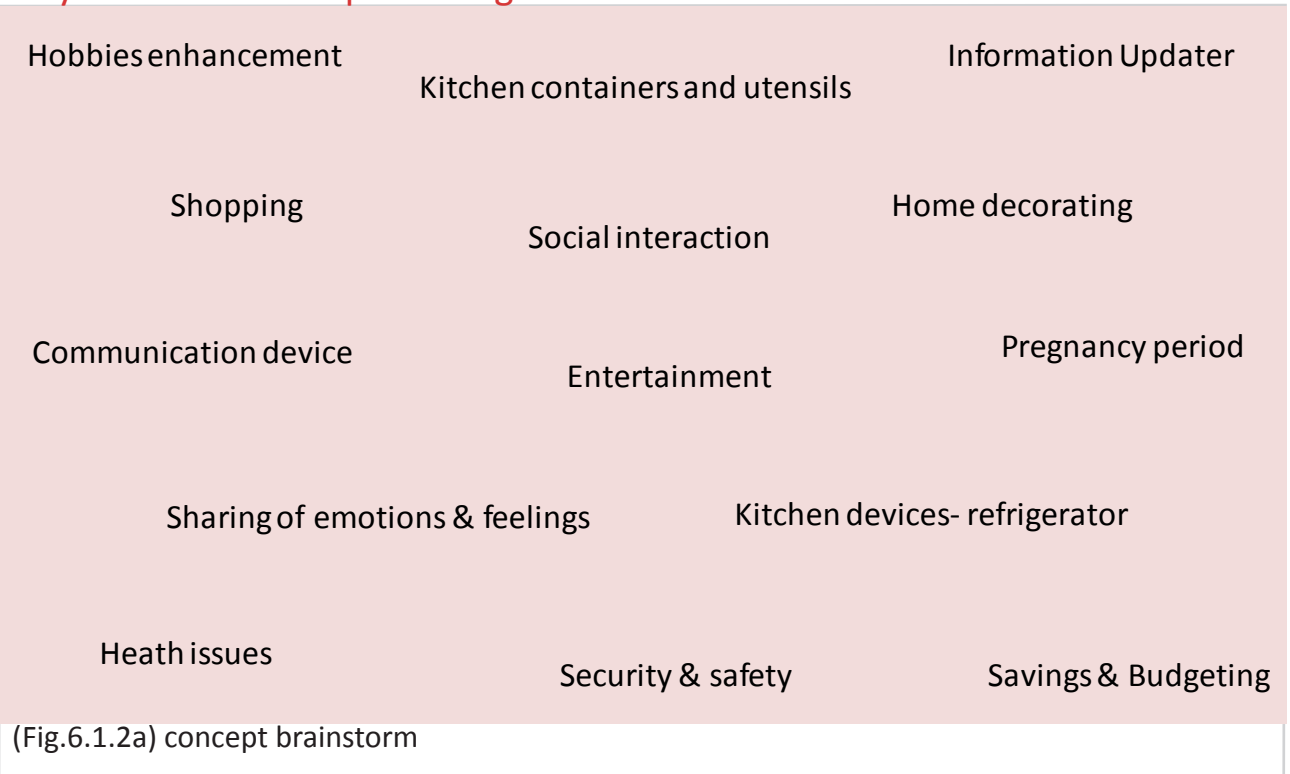 Hobbies enhancement
Information Updater
Kitchen containers and utensils
Shopping
Home decorating
Social interaction
Communication device
Pregnancy period
Entertainment
Sharing of emotions & feelings
Kitchen devices- refrigerator
Heath issues
Security & safety
Savings & Budgeting
(Fig.6.1.2a) concept brainstorm